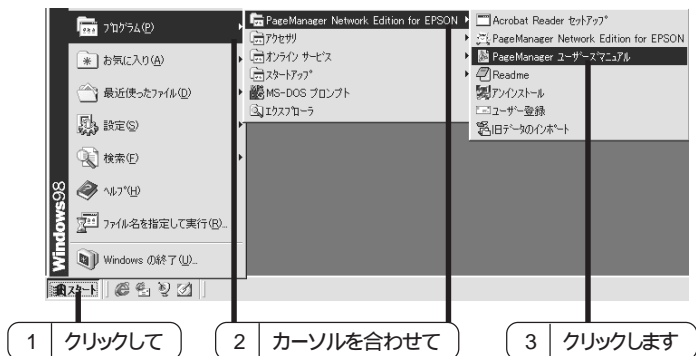 Windows98
プログラム(P)
お気に入り(A)
最近使ったファイル(D)
設定(S)
検索(F)
ヘルプ(H)
ファイル名を指定して実行(R)...
Windows の終了(U)...
PageManager Network Edition for EPSON
アクセサリ
オンライン サービス
スタートアップ
MS-DOS プロンプト
エクスプローラ
Acrobat Reader セットアップ
PageManager Network Edition for EPSON
PageManager ユーザーズマニュアル
Readme
アンインストール
ユーザー登録
旧データのインポート
スタート
1 クリックして
2 カーソルを合わせて
3 クリックします